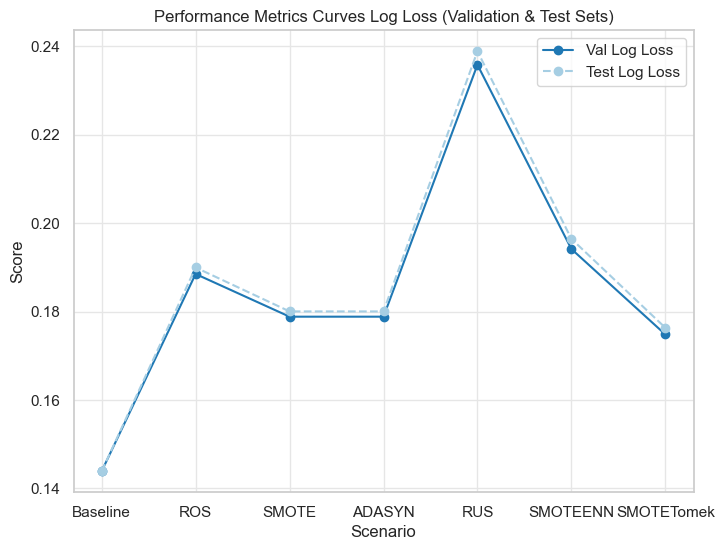 Performance Metrics Curves Log Loss (Validation & Test Sets)
Val Log Loss
Test Log Loss
Score
0.24
0.22
0.20
0.18
0.16
0.14
Baseline ROS SMOTE ADASYN RUS SMOTEENN SMOTETomek
Scenario